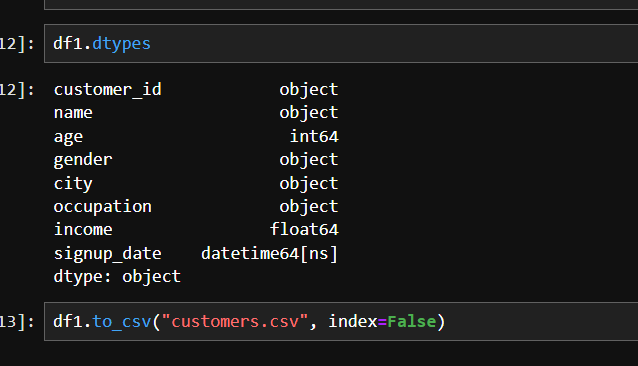 12]: df1.dtypes
12]: customer_id object
name object
age int64
gender object
city object
occupation object
income float64
signup_date datetime64[ns]
dtype: object
13]: df1.to_csv("customers.csv", index=False)